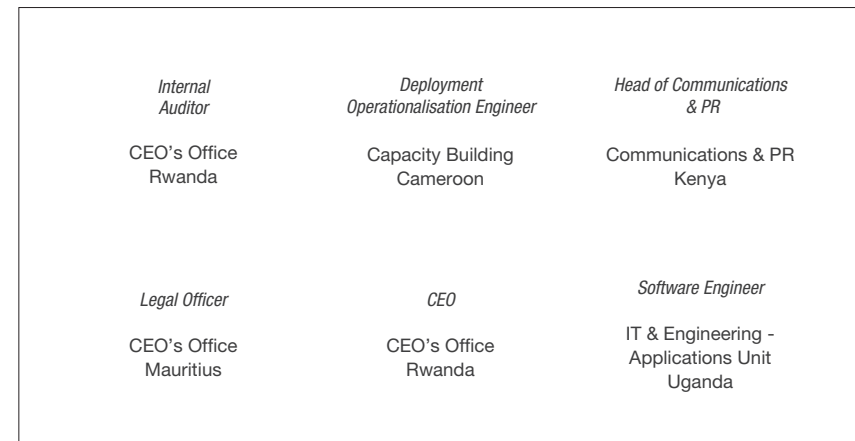 Internal
Auditor
CEO's Office
Rwanda
Deployment
Operationalisation Engineer
Capacity Building
Cameroon
Head of Communications
& PR
Communications & PR
Kenya
Legal Officer
CEO's Office
Mauritius
CEO
CEO's Office
Rwanda
Software Engineer
IT & Engineering -
Applications Unit
Uganda